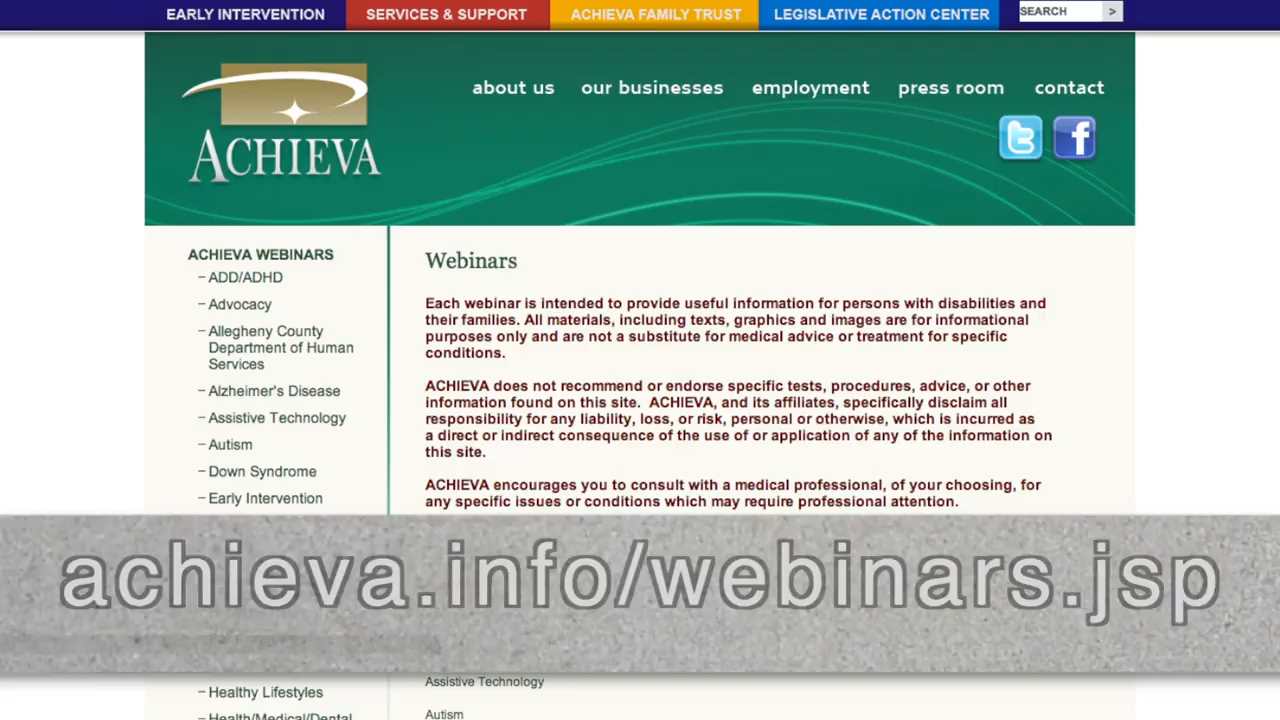 EARLY INTERVENTION SERVICES & SUPPORT ACHIEVA FAMILY TRUST LEGISLATIVE ACTION CENTER SEARCH >
about us our businesses employment press room contact
ACHIEVA
ACHIEVA WEBINARS
– ADD/ADHD
– Advocacy
– Allegheny County
Department of Human
Services
– Alzheimer's Disease
– Assistive Technology
– Autism
– Down Syndrome
– Early Intervention
Webinars
Each webinar is intended to provide useful information for persons with disabilities and
their families. All materials, including texts, graphics and images are for informational
purposes only and are not a substitute for medical advice or treatment for specific
conditions.
ACHIEVA does not recommend or endorse specific tests, procedures, advice, or other
information found on this site. ACHIEVA, and its affiliates, specifically disclaim all
responsibility for any liability, loss, or risk, personal or otherwise, which is incurred as
a direct or indirect consequence of the use of or application of any of the information on
this site.
ACHIEVA encourages you to consult with a medical professional, of your choosing, for
any specific issues or conditions which may require professional attention.
achieva.info/webinars.jsp
– Healthy Lifestyles
– Health/Medical/Dental
Assistive Technology
Autism